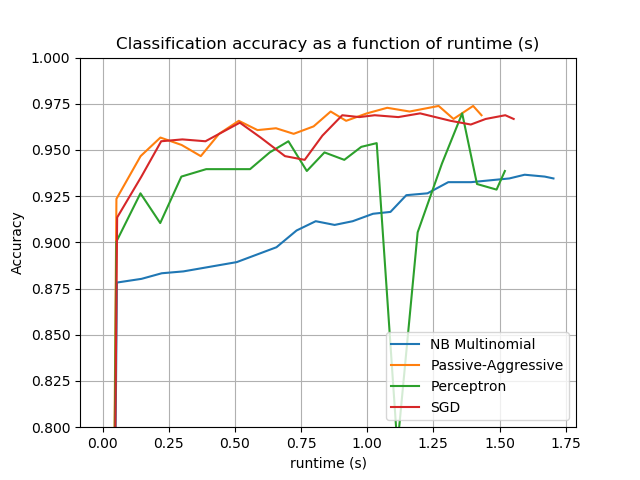 Classification accuracy as a function of runtime (s)
1.000
0.975
0.950
0.925
0.900
0.875
0.850
0.825
0.800
Accuracy
NB Multinomial
Passive-Aggressive
Perceptron
SGD
0.00 0.25 0.50 0.75 1.00 1.25 1.50 1.75
runtime (s)